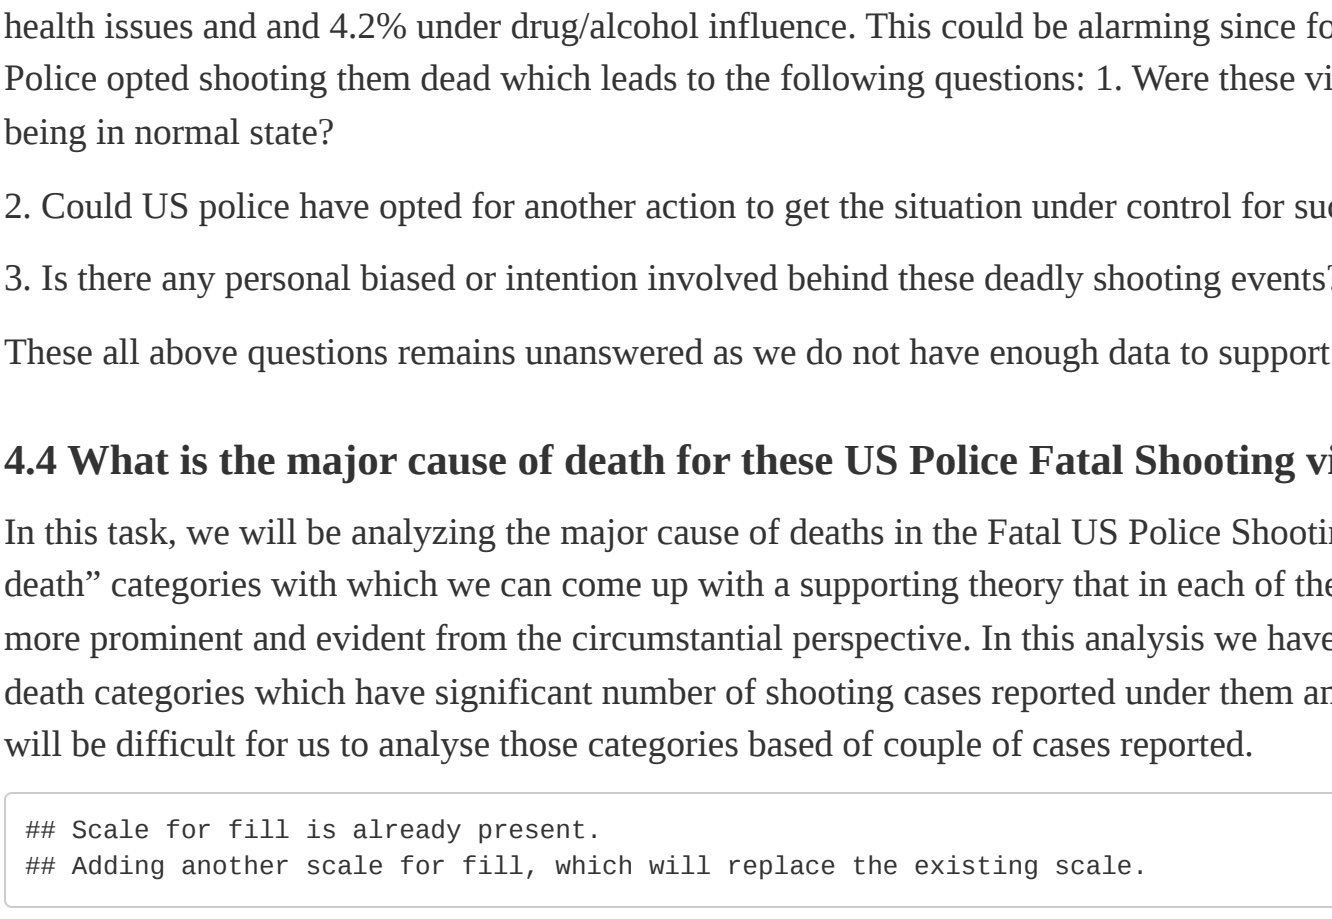 health issues and and 4.2% under drug/alcohol influence. This could be alarming since
Police opted shooting them dead which leads to the following questions: 1. Were these
being in normal state?
2. Could US police have opted for another action to get the situation under control for
3. Is there any personal biased or intention involved behind these deadly shooting events?
These all above questions remains unanswered as we do not have enough data to support
4.4 What is the major cause of death for these US Police Fatal Shooting
In this task, we will be analyzing the major cause of deaths in the Fatal US Police
death” categories with which we can come up with a supporting theory that in each of
more prominent and evident from the circumstantial perspective. In this analysis we have
death categories which have significant number of shooting cases reported under them
will be difficult for us to analyse those categories based of couple of cases reported.
## Scale for fill is already present.
## Adding another scale for fill, which will replace the existing scale.